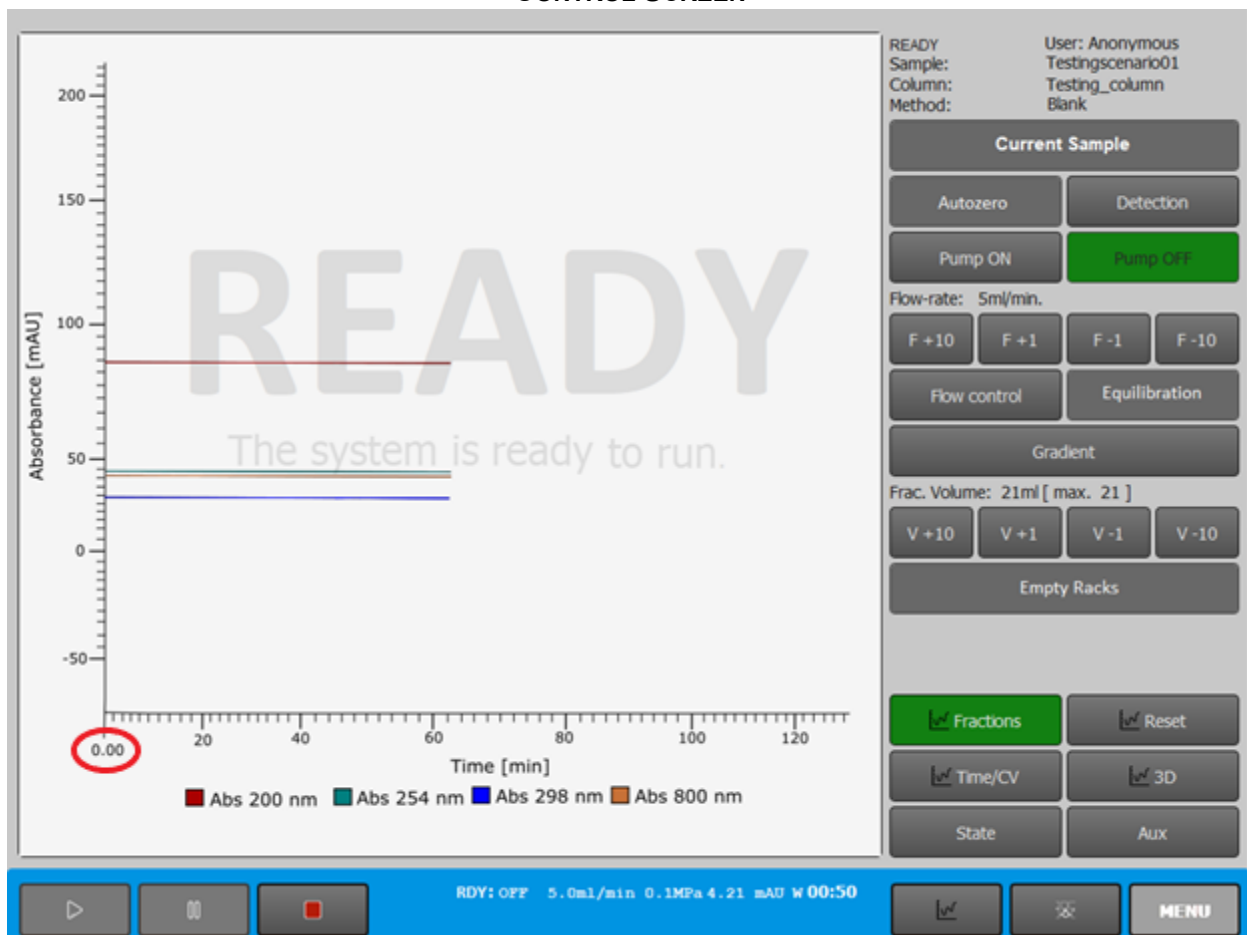 CONTROL SCREEN
READY User: Anonymous
Sample: Testingscenario01
Column: Testing_column
Method: Blank
Current Sample
Autozero Detection
Pump ON Pump OFF
Flow-rate: 5ml/min.
F +10 F +1 F -1 F -10
Flow control Equilibration
Gradient
Frac. Volume: 21ml [ max. 21 ]
V +10 V +1 V -1 V -10
Empty Racks
Fractions Reset
Time/CV 3D
State Aux
Absorbance [mAU]
200
150
100
50
0
-50
READY
The system is ready to run.
0.00 20 40 60 80 100 120
Time [min]
Abs 200 nm Abs 254 nm Abs 298 nm Abs 800 nm
RDY: OFF 5.0ml/min 0.1MPa 4.21 mAU W 00:50
MENU